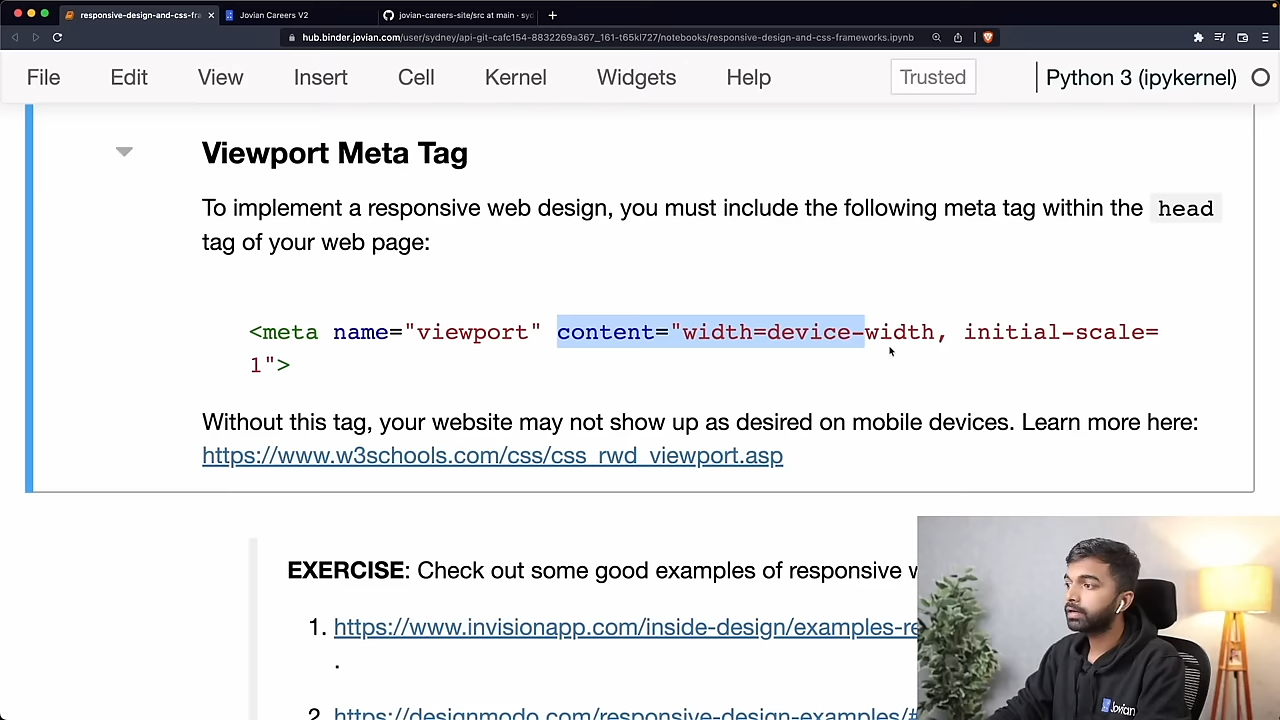 responsive-design-and-css-fra
Jovian Careers V2
jovian-careers-site/src at main · syd
hub.binder.jovian.com/user/sydney/api-git-cafc154-8832269a367_161-t65kl727/notebooks/responsive-design-and-css-frameworks.ipynb
File Edit View Insert Cell Kernel Widgets Help Trusted Python 3 (ipykernel)
Viewport Meta Tag
To implement a responsive web design, you must include the following meta tag within the head
tag of your web page:
<meta name="viewport" content="width=device-width, initial-scale=
1">
Without this tag, your website may not show up as desired on mobile devices. Learn more here:
https://www.w3schools.com/css/css_rwd_viewport.asp
EXERCISE: Check out some good examples of responsive w
1. https://www.invisionapp.com/inside-design/examples-re
.
2. https://designmodo.com/responsive-design-examples/#
Jovian